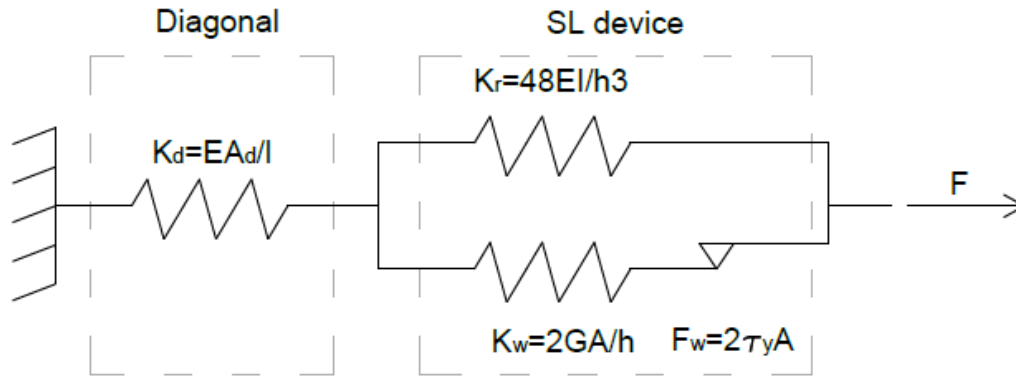 Diagonal
SL device
Kr=48EI/h3
Kd=EAd/l
F
Kw=2GA/h
Fw=2τyA